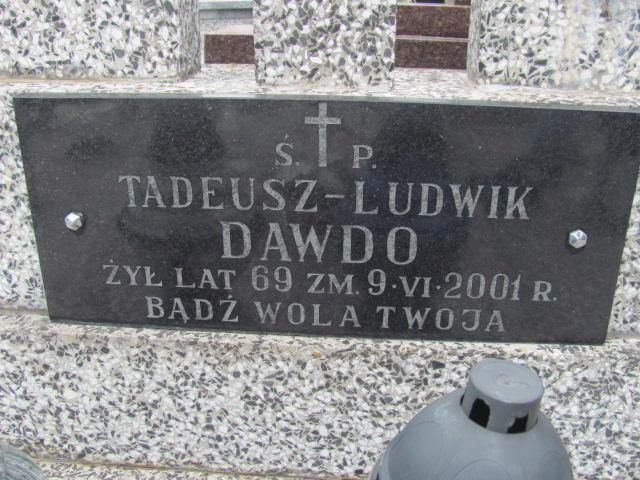 Ś. P.
TADEUSZ-LUDWIK
DAWDO
ŻYŁ LAT 69 ZM. 9·VI·2001 R.
BĄDŹ WOLA TWOJA